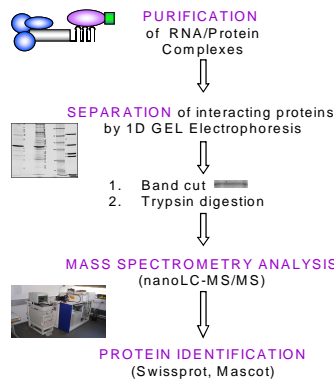 PURIFICATION
of RNA/Protein
Complexes
SEPARATION of interacting proteins
by 1D GEL Electrophoresis
1. Band cut
2. Trypsin digestion
MASS SPECTROMETRY ANALYSIS
(nanoLC-MS/MS)
PROTEIN IDENTIFICATION
(Swissprot, Mascot)